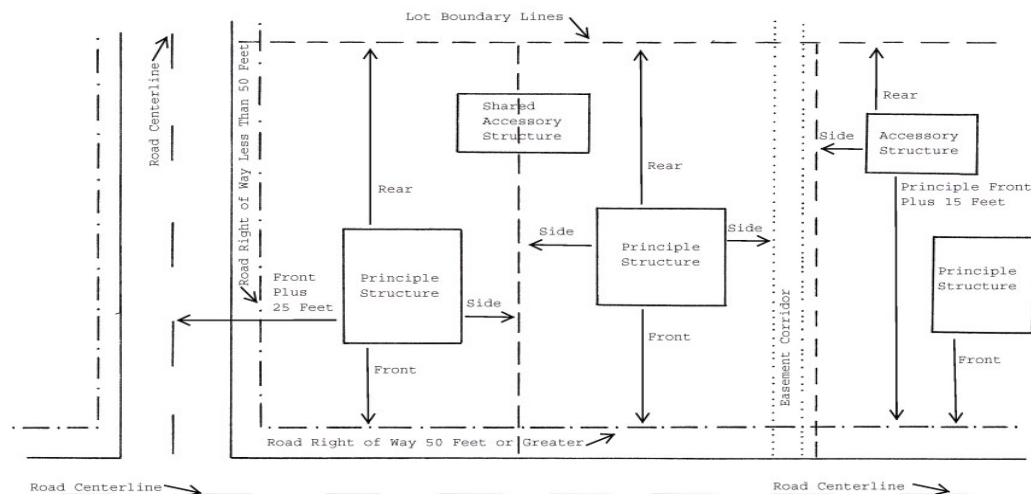 Lot Boundary Lines
Road Centerline
Road Right of Way Less Than 50 Feet
Shared
Accessory
Structure
Rear
Rear
Rear
Side
Accessory
Structure
Principle Front
Plus 15 Feet
Front
Plus
25 Feet
Principle
Structure
Side
Front
Side
Principle
Structure
Side
Front
Easement Corridor
Principle
Structure
Front
Road Right of Way 50 Feet or Greater
Road Centerline
Road Centerline